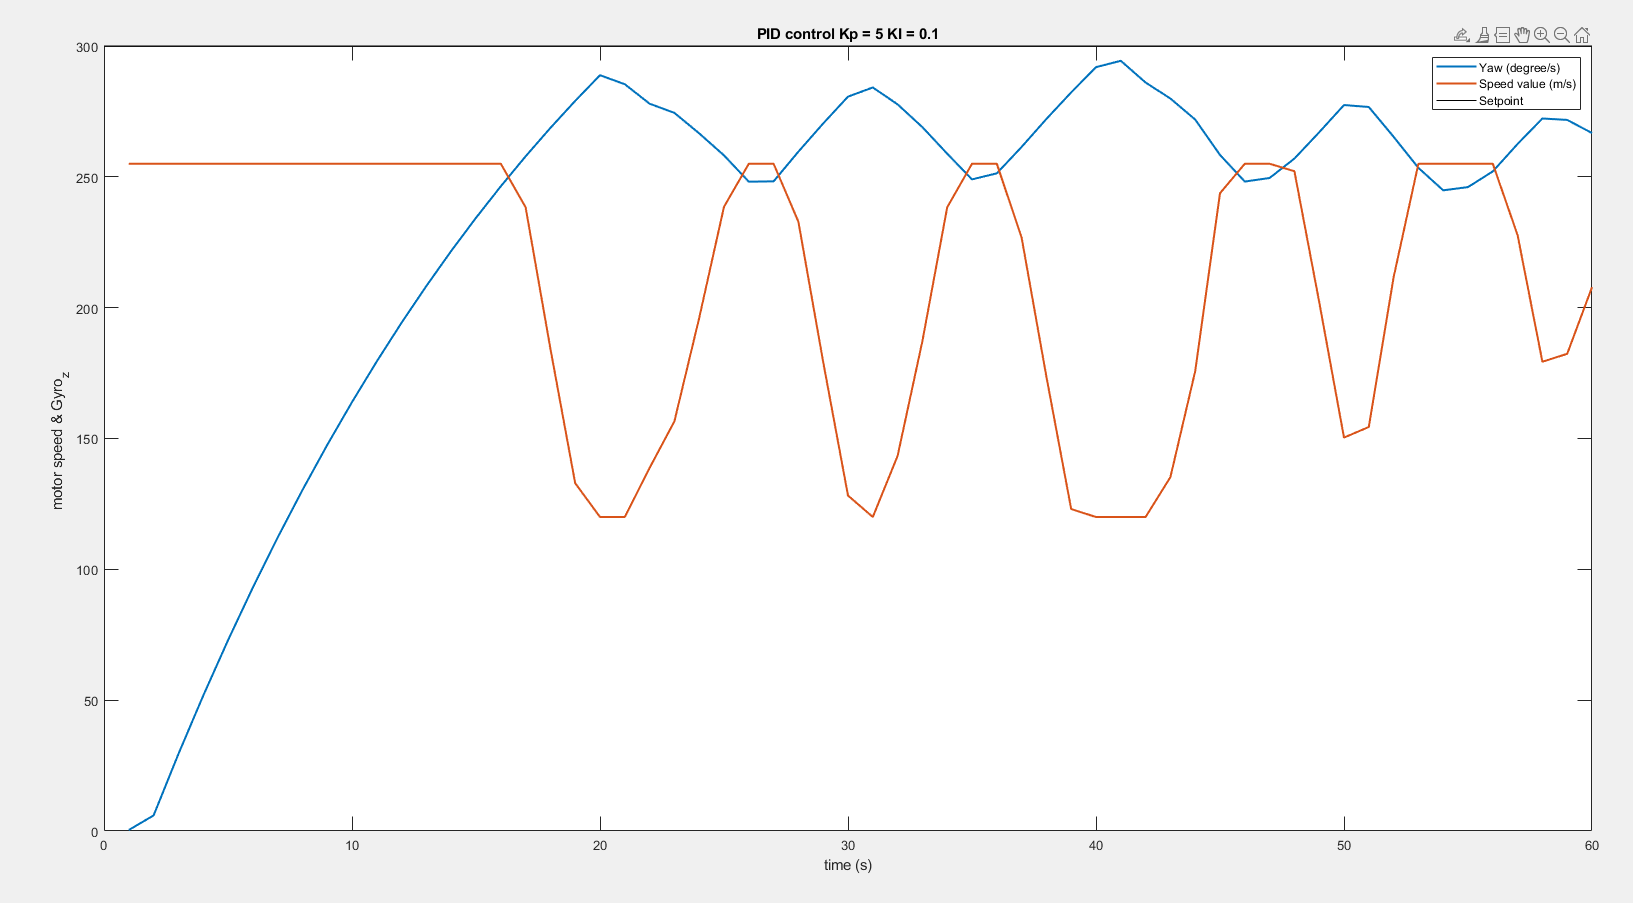 PID control Kp = 5 KI = 0.1
Yaw (degree/s)
Speed value (m/s)
Setpoint
300
250
200
150
100
50
0
motor speed & Gyroz
0 10 20 30 40 50 60
time (s)